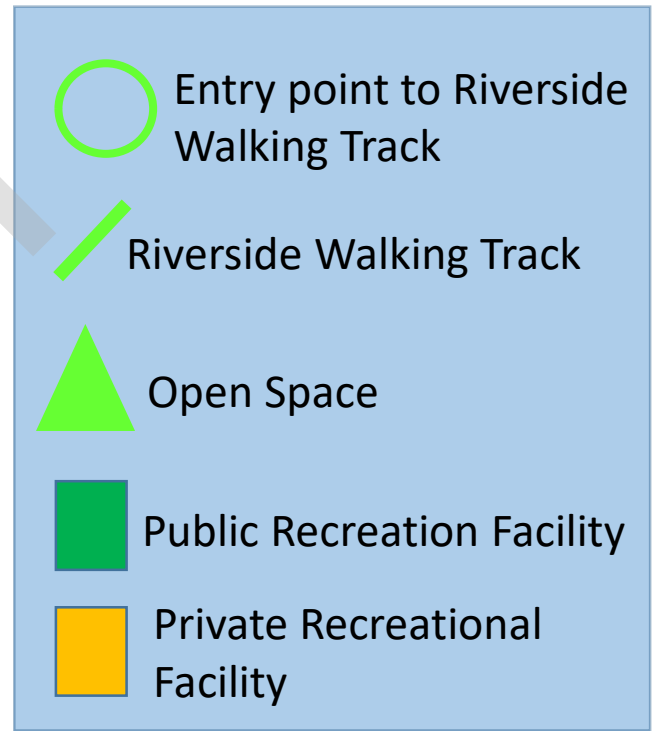 Entry point to Riverside
Walking Track
Riverside Walking Track
Open Space
Public Recreation Facility
Private Recreational
Facility